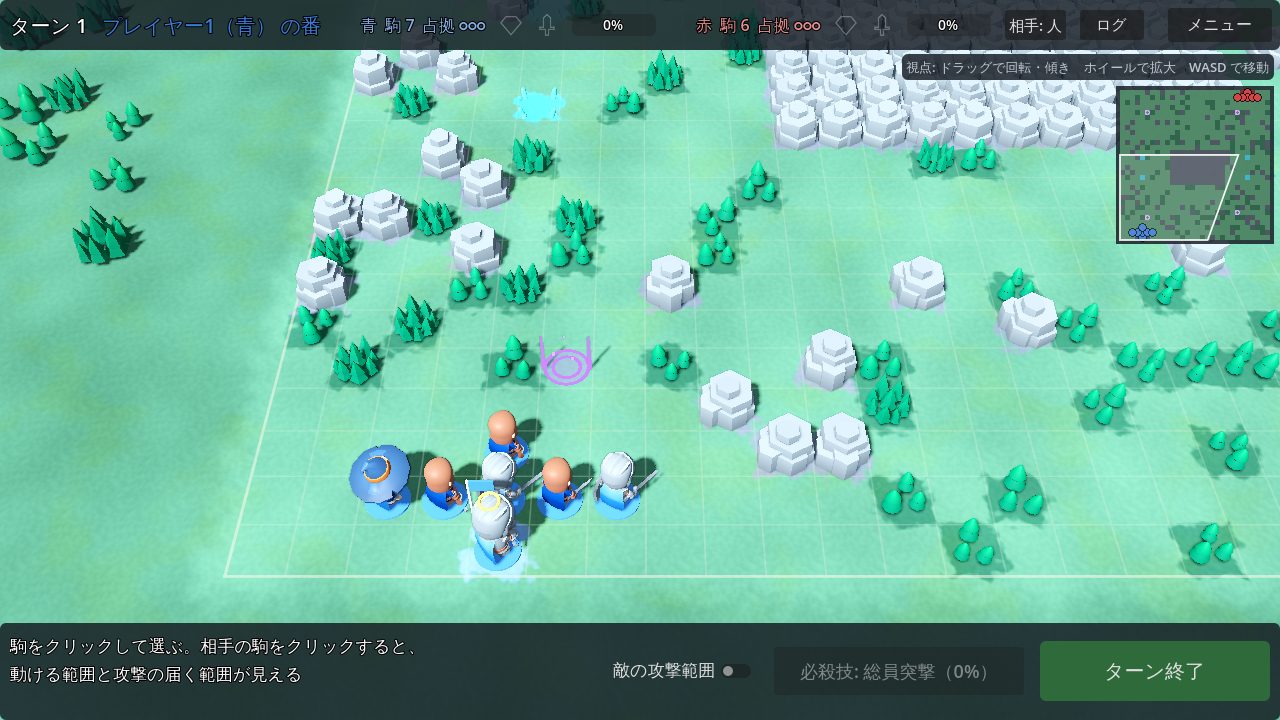 ターン 1 プレイヤー1（青）の番 青 駒 7 占拠 0% 赤 駒 6 占拠 0% 相手: 人 ログ メニュー
視点: ドラッグで回転・傾き ホイールで拡大 WASD で移動
駒をクリックして選ぶ。相手の駒をクリックすると、
動ける範囲と攻撃の届く範囲が見える
敵の攻撃範囲 必殺技: 総員突撃（0%） ターン終了